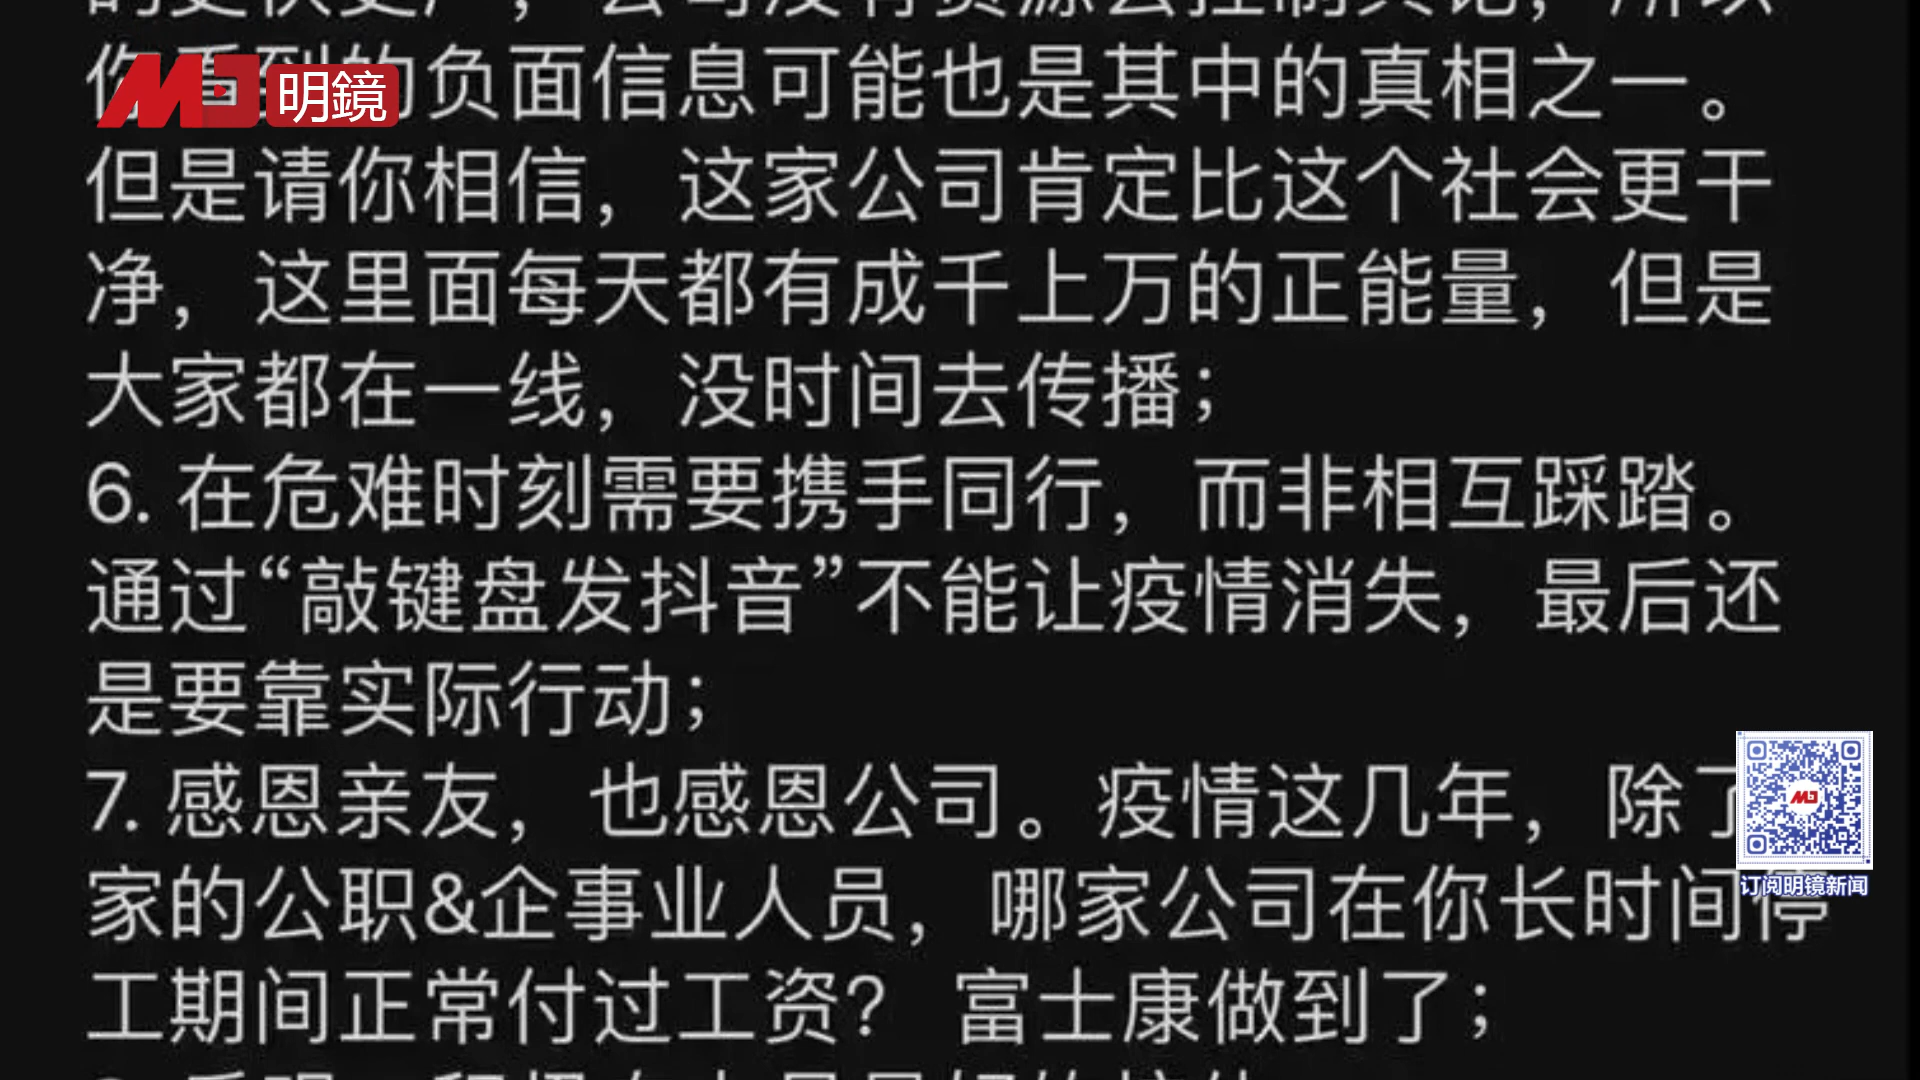 明鏡
的负面信息可能也是其中的真相之一。
但是请你相信，这家公司肯定比这个社会更干
净，这里面每天都有成千上万的正能量，但是
大家都在一线，没时间去传播；
6. 在危难时刻需要携手同行，而非相互踩踏。
通过“敲键盘发抖音”不能让疫情消失，最后还
是要靠实际行动；
7. 感恩亲友，也感恩公司。疫情这几年，除了
家的公职&企事业人员，哪家公司在你长时间停
工期间正常付过工资？ 富士康做到了；
订阅明镜新闻